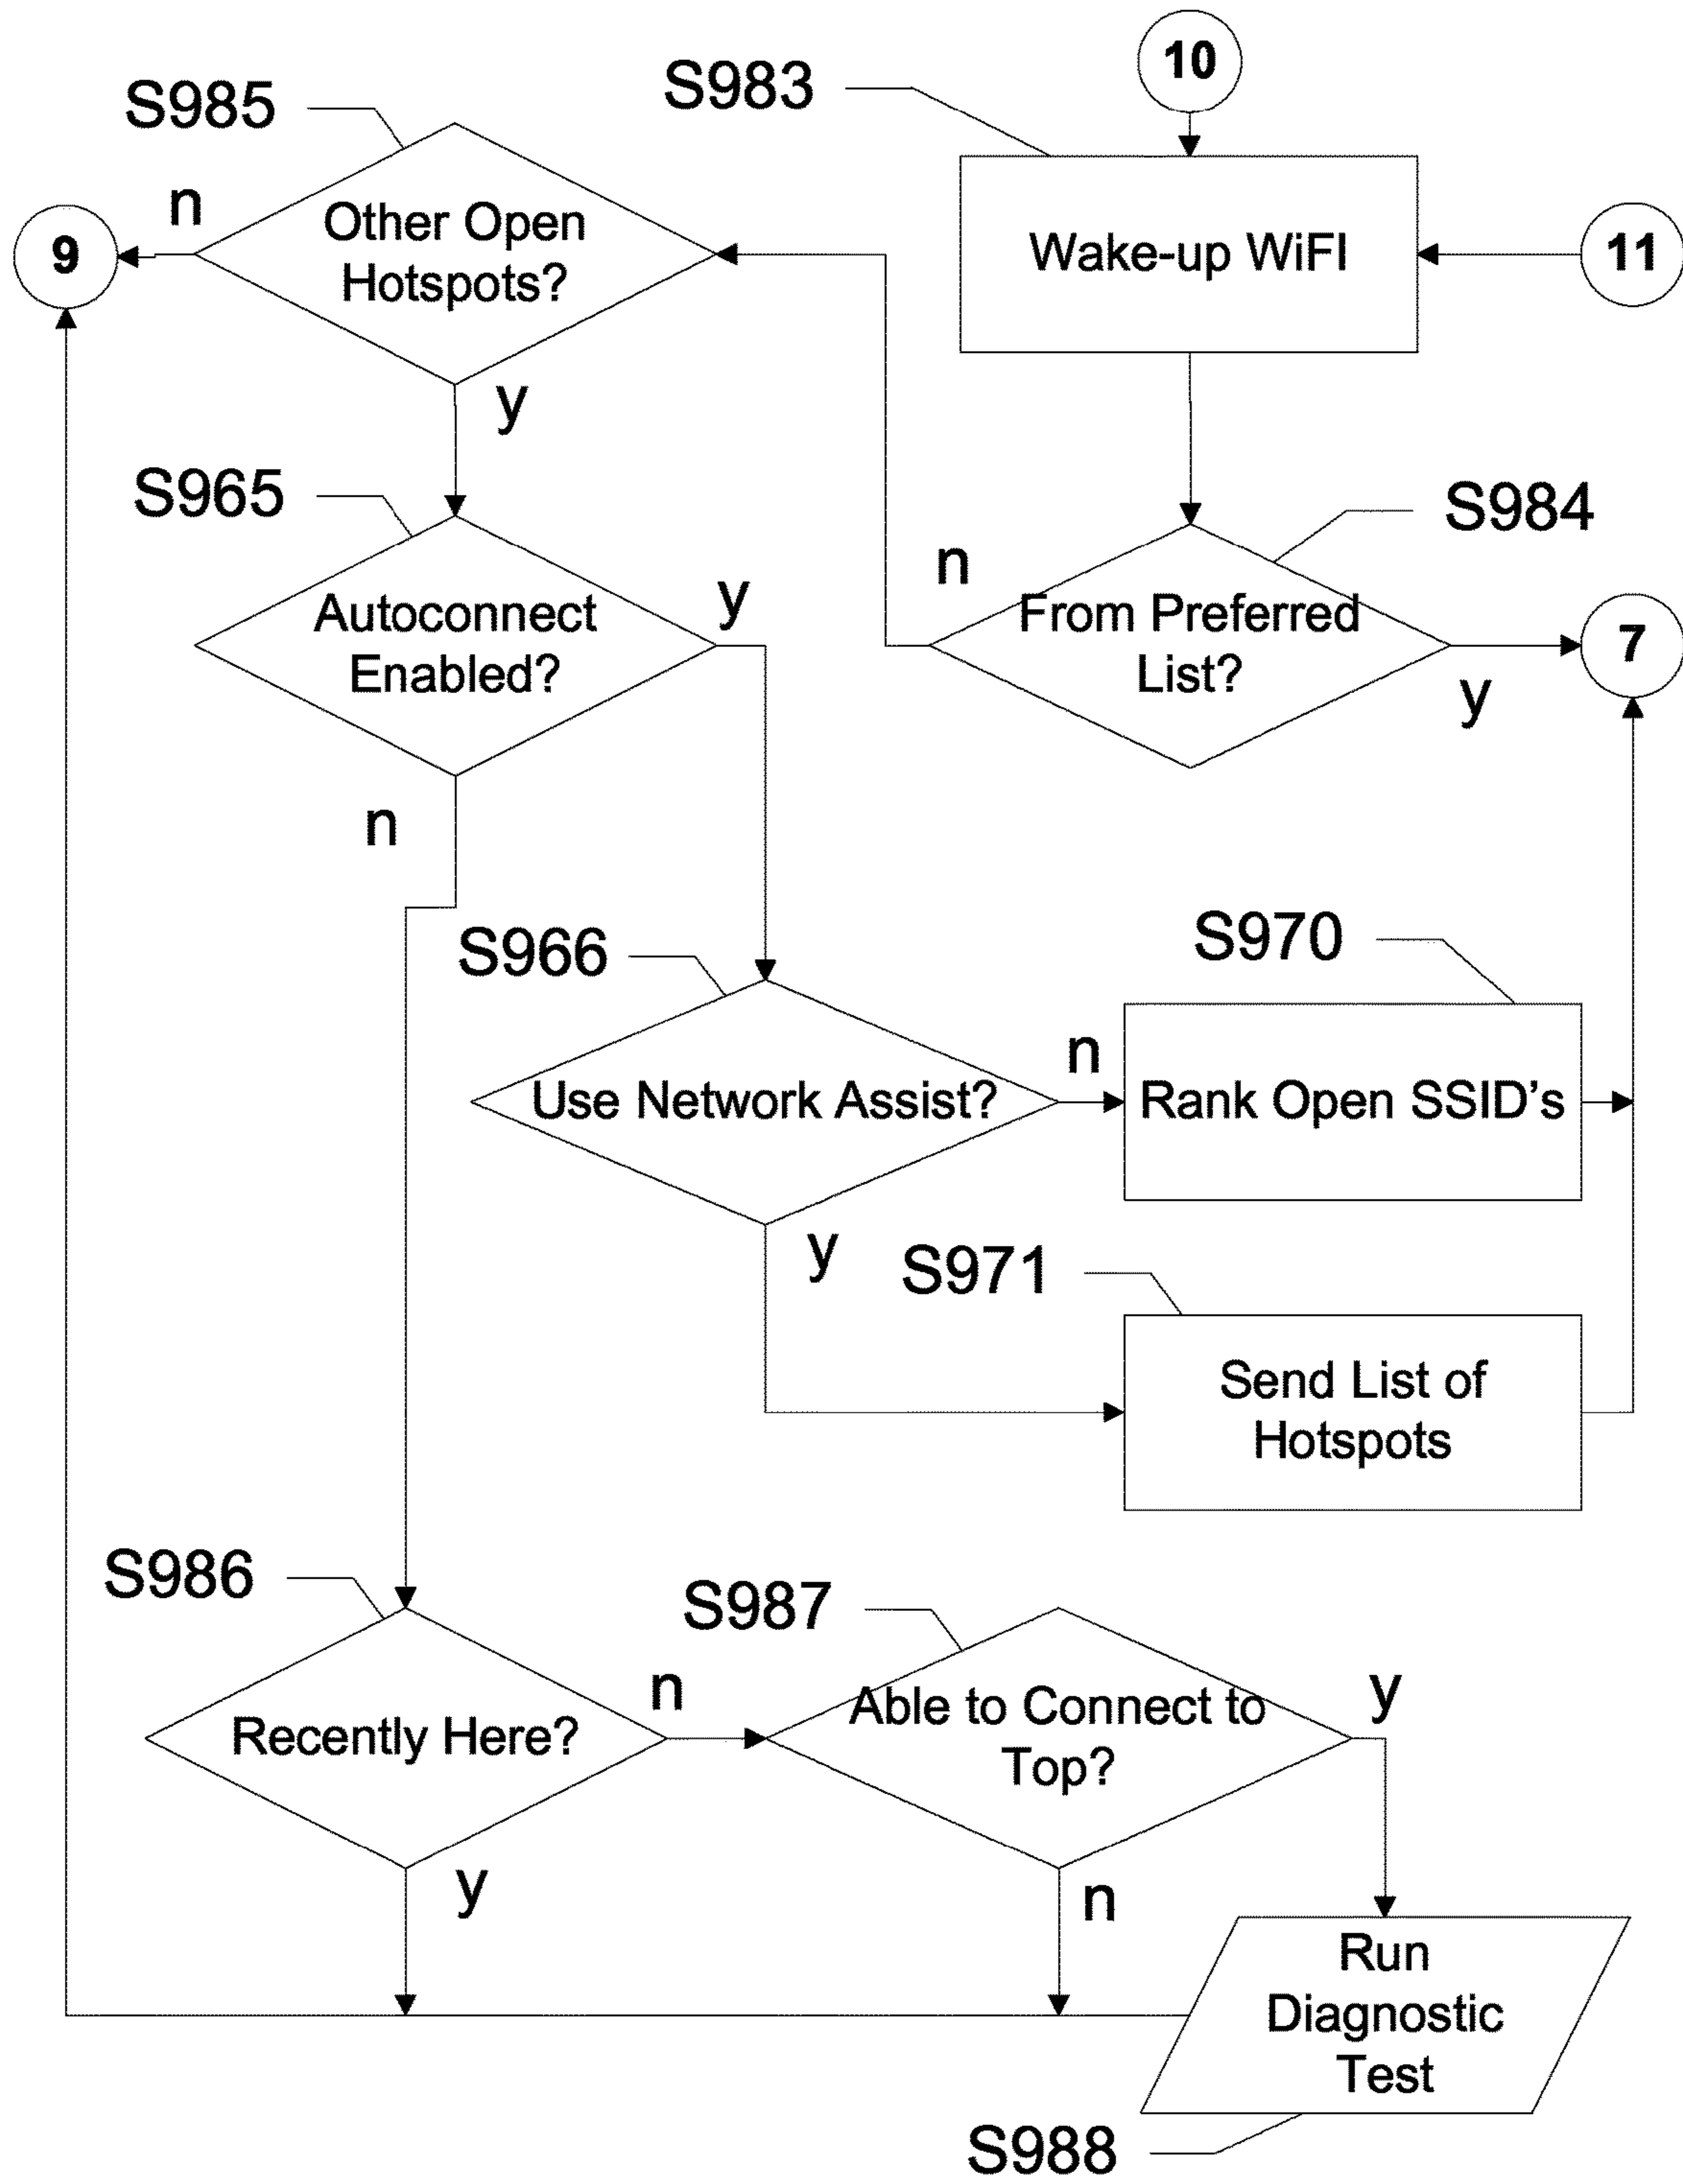 10
S983
S985
n
Other Open
Hotspots?
9
Wake-up WiFI
11
y
S965
S984
n
y
Autoconnect
Enabled?
From Preferred
List?
7
y
n
S970
S966
n
Use Network Assist?
Rank Open SSID's
y
S971
Send List of
Hotspots
S986
S987
n
y
Recently Here?
Able to Connect to
Top?
y
n
Run
Diagnostic
Test
S988